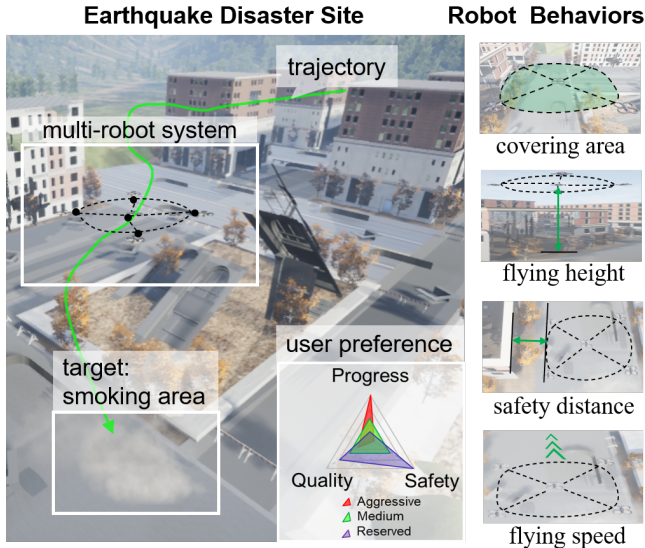 Earthquake Disaster Site
Robot Behaviors
trajectory
multi-robot system
target:
smoking area
user preference
Progress
Quality
Safety
Aggressive
Medium
Reserved
covering area
flying height
safety distance
flying speed